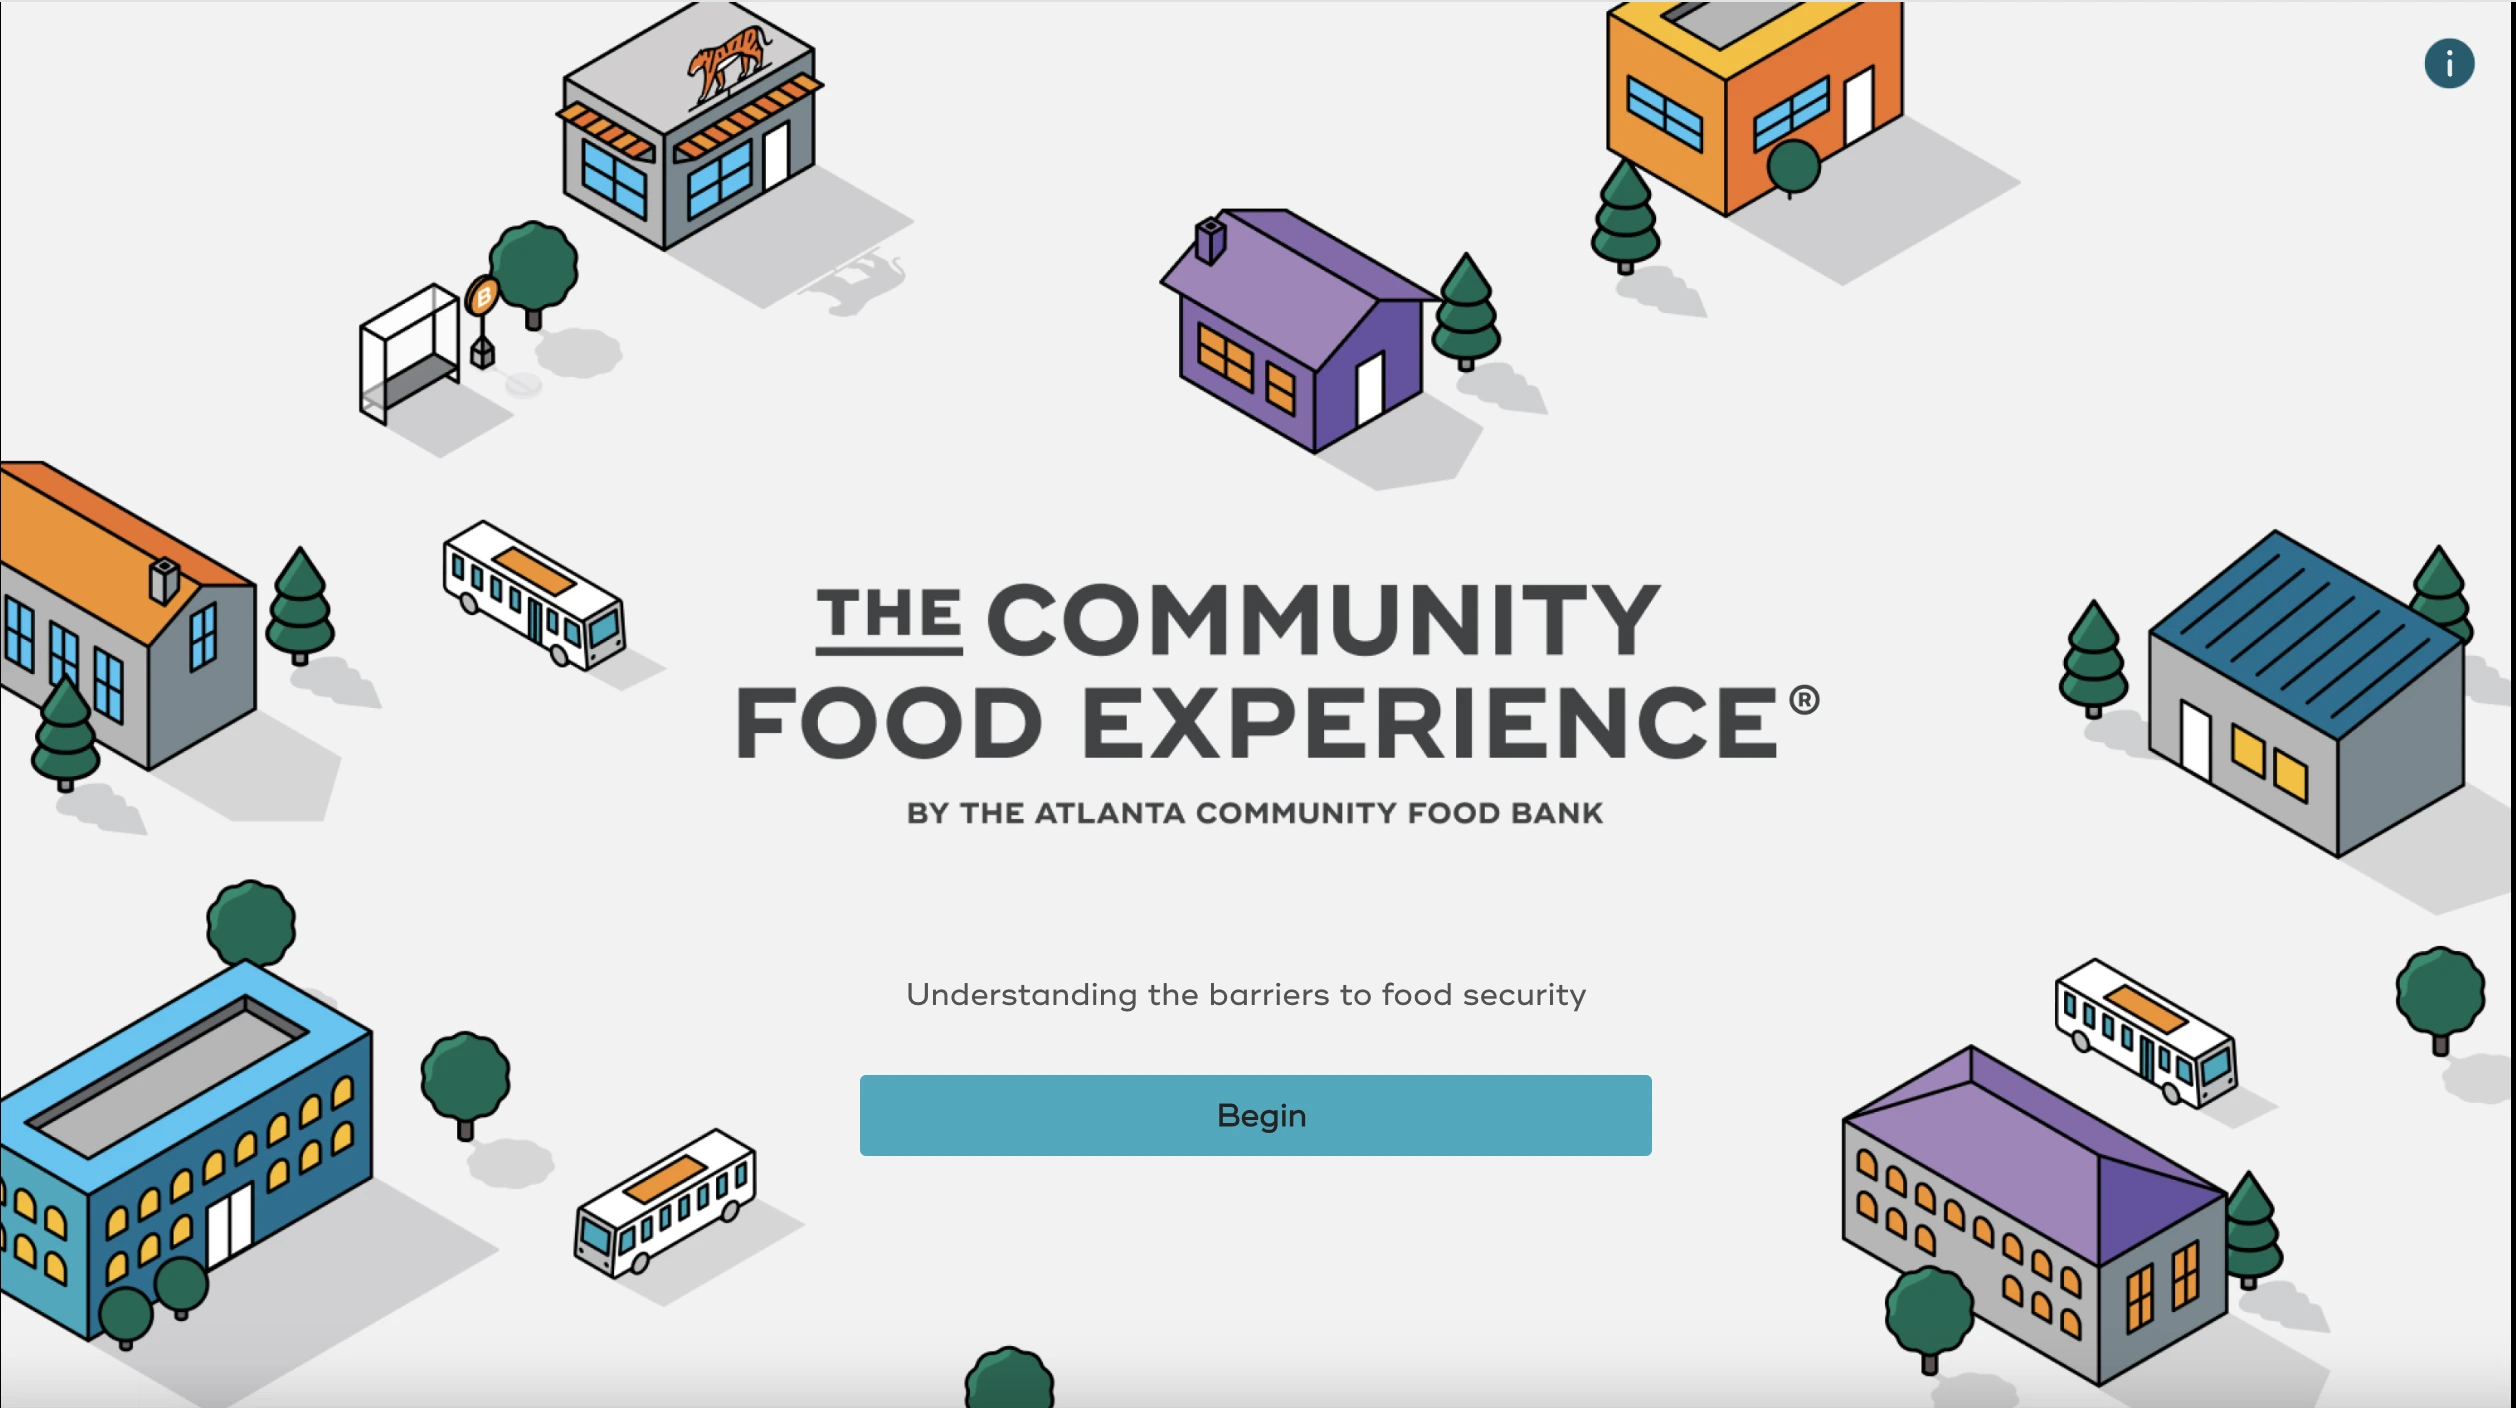 B
THE COMMUNITY
FOOD EXPERIENCE®
BY THE ATLANTA COMMUNITY FOOD BANK
Understanding the barriers to food security
Begin